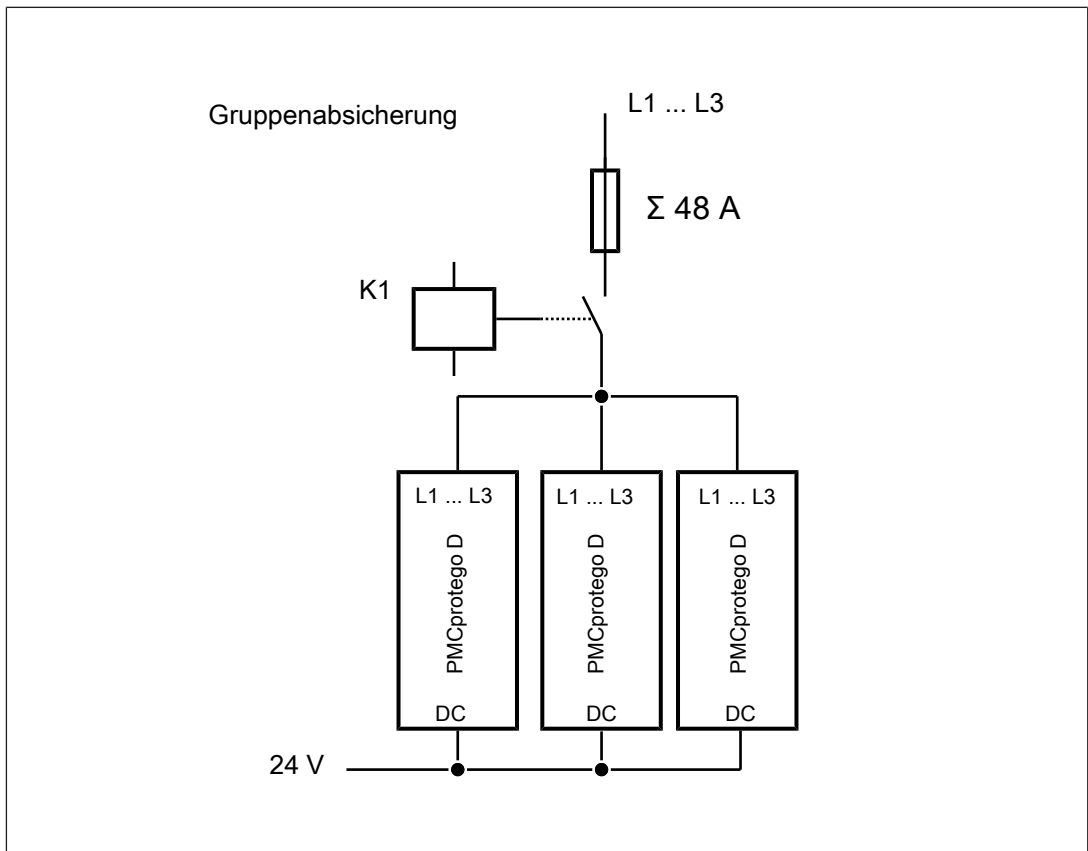 Gruppenabsicherung
L1 ... L3
Σ 48 A
K1
L1 ... L3
L1 ... L3
L1 ... L3
PMCprotego D
PMCprotego D
PMCprotego D
DC
DC
DC
24 V